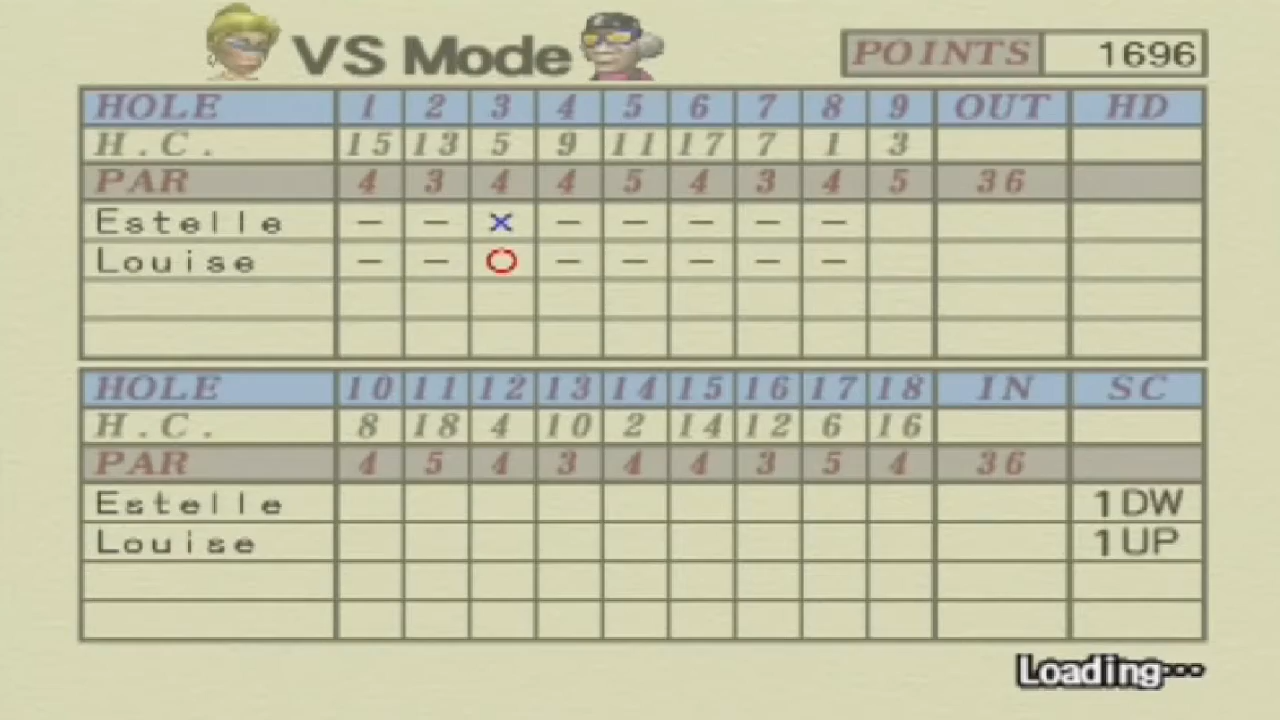 VS Mode POINTS 1696
HOLE 1 2 3 4 5 6 7 8 9 OUT HD
H.C. 15 13 5 9 11 17 7 1 3
PAR 4 3 4 4 5 4 3 4 5 36
Estelle – – × – – – – –
Louise – – ○ – – – – –
HOLE 10 11 12 13 14 15 16 17 18 IN SC
H.C. 8 18 4 10 2 14 12 6 16
PAR 4 5 4 3 4 4 3 5 4 36
Estelle 1DW
Louise 1UP
Loading···